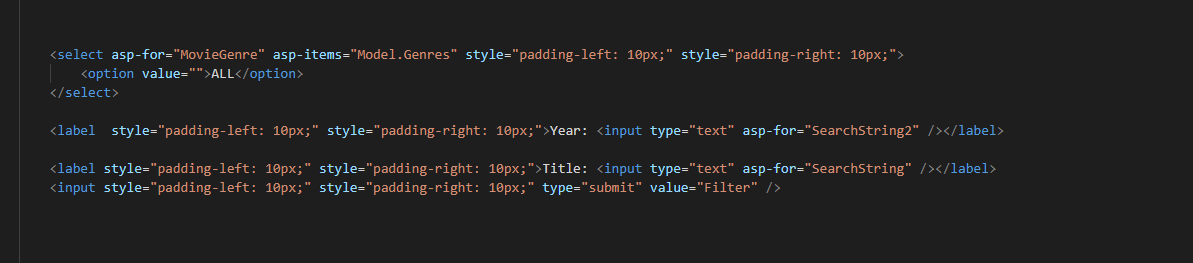 <select asp-for="MovieGenre" asp-items="Model.Genres" style="padding-left: 10px;" style="padding-right: 10px;">
    <option value="">ALL</option>
</select>
<label  style="padding-left: 10px;" style="padding-right: 10px;">Year: <input type="text" asp-for="SearchString2" /></label>
<label style="padding-left: 10px;" style="padding-right: 10px;">Title: <input type="text" asp-for="SearchString" /></label>
<input style="padding-left: 10px;" style="padding-right: 10px;" type="submit" value="Filter" />